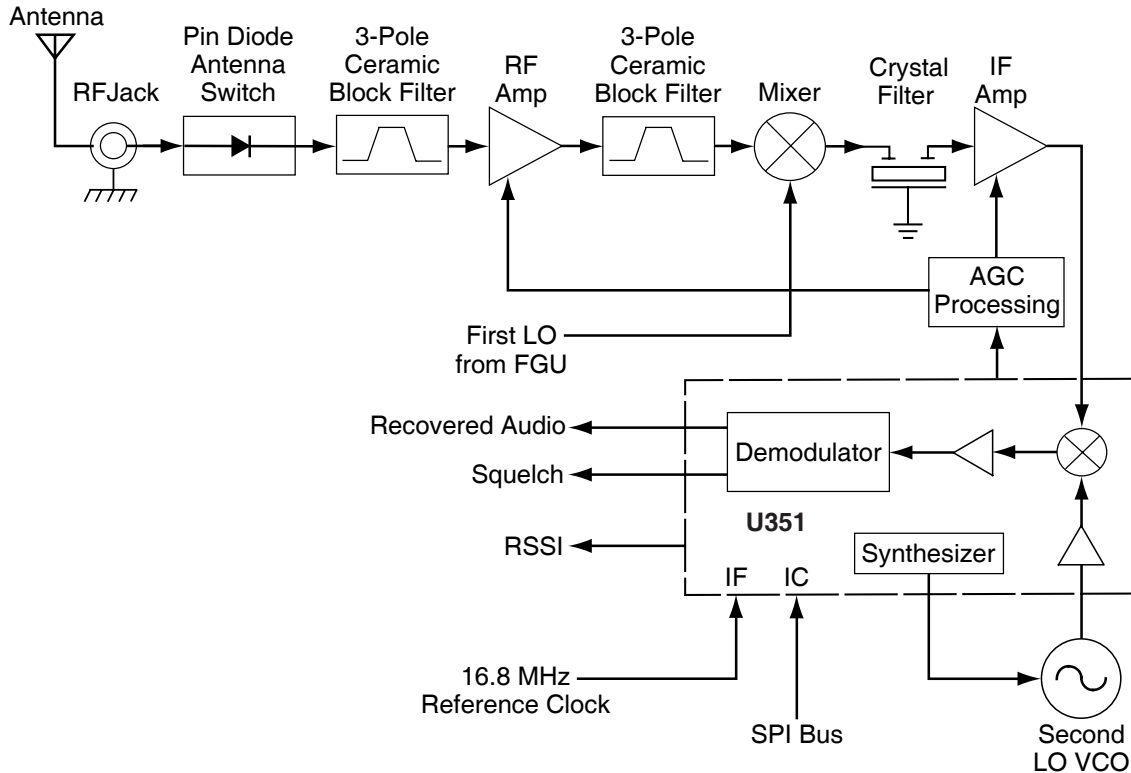 Antenna
RFJack
Pin Diode
Antenna
Switch
3-Pole
Ceramic
Block Filter
RF
Amp
3-Pole
Ceramic
Block Filter
Mixer
Crystal
Filter
IF
Amp
AGC
Processing
First LO
from FGU
Recovered Audio
Squelch
Demodulator
U351
RSSI
Synthesizer
IF
IC
16.8 MHz
Reference Clock
SPI Bus
Second
LO VCO